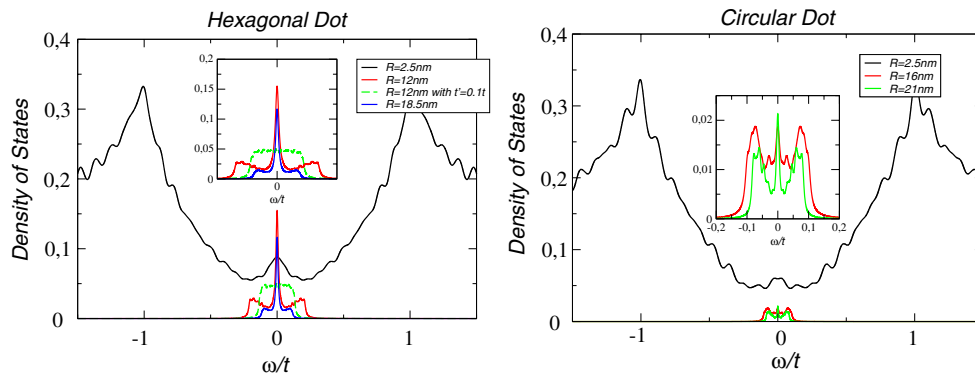 Hexagonal Dot
0,4
0,3
0,2
0,1
0
Density of States
-1
0
1
ω/t
0,2
0,15
0,1
0,05
0
0
ω/t
R=2.5nm
R=12nm
R=12nm with t'=0.1t
R=18.5nm
Circular Dot
0,4
0,3
0,2
0,1
0
Density of States
-1
0
1
ω/t
0,02
0,01
0
-0,2
-0,1
0
0,1
0,2
ω/t
R=2.5nm
R=16nm
R=21nm